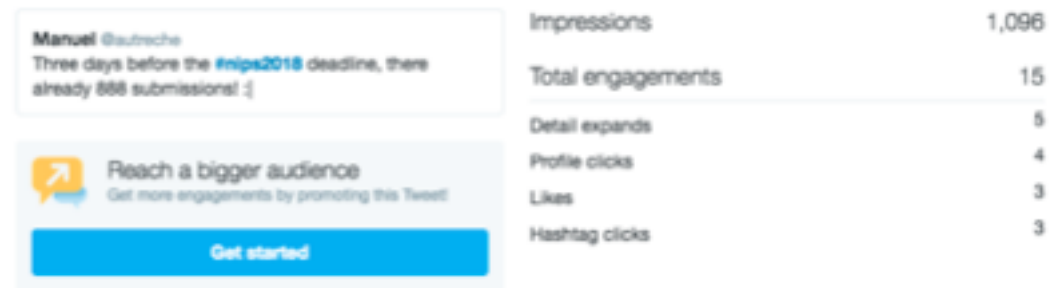 Manuel @autreche
Three days before the #nips2018 deadline, there
already 888 submissions! :|
Reach a bigger audience
Get more engagements by promoting this Tweet!
Get started
Impressions 1,096
Total engagements 15
Detail expands 5
Profile clicks 4
Likes 3
Hashtag clicks 3